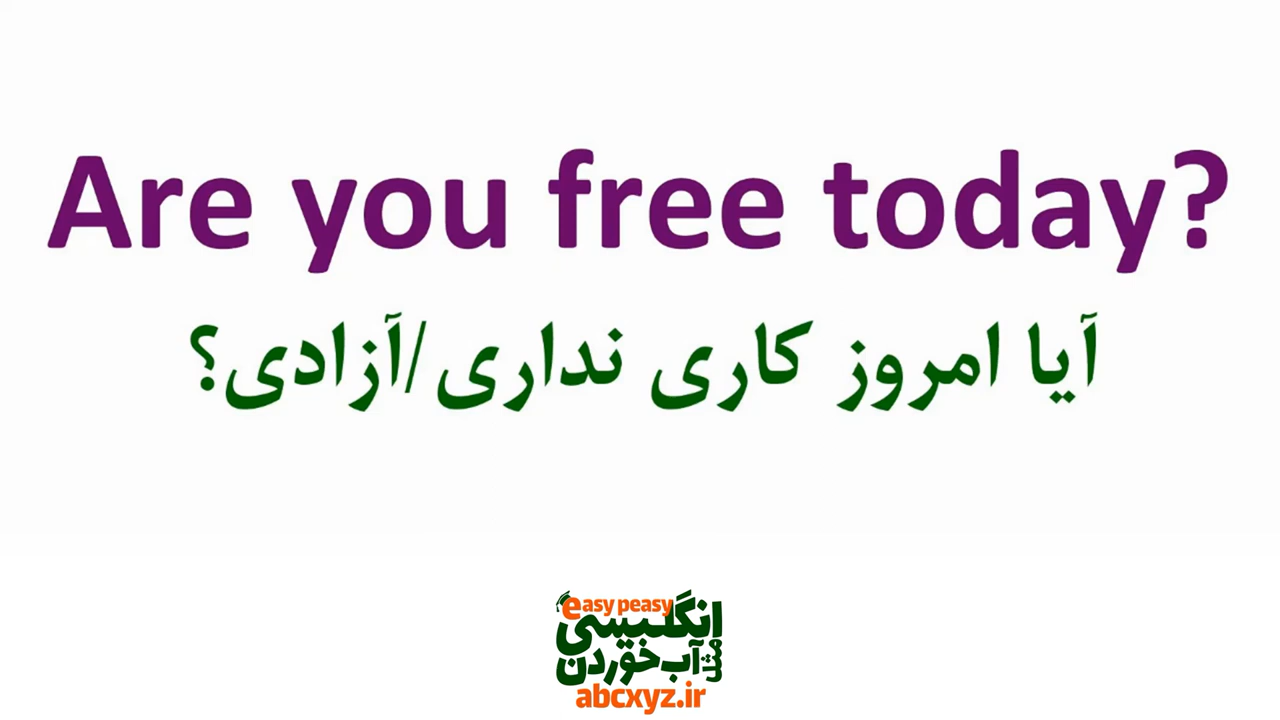 Are you free today?
آیا امروز کاری نداری/آزادی؟
easy peasy
انگلیسی
مثل آب خوردن
abcxyz.ir